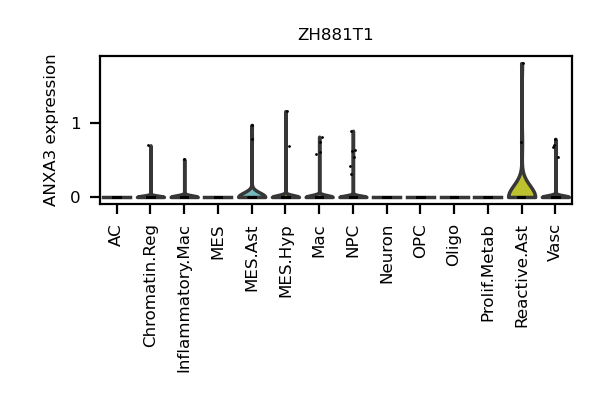 ZH881T1
ANXA3 expression
1
0
AC
Chromatin.Reg
Inflammatory.Mac
MES
MES.Ast
MES.Hyp
Mac
NPC
Neuron
OPC
Oligo
Prolif.Metab
Reactive.Ast
Vasc